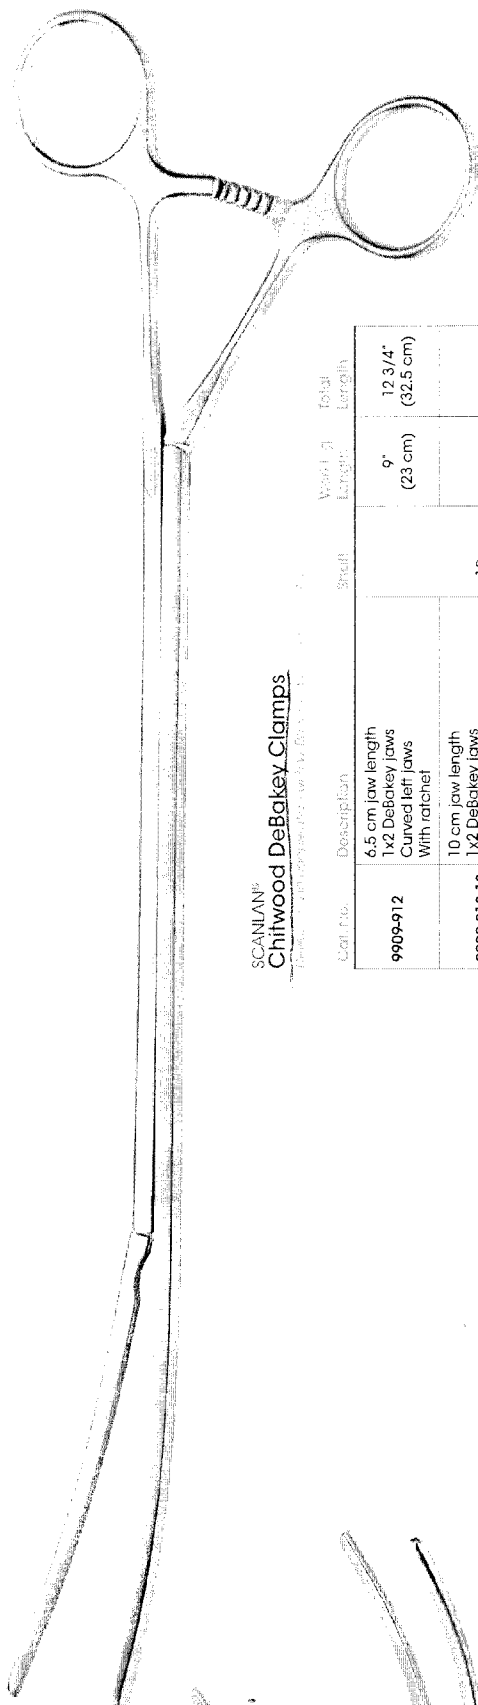 SCANLAN®
Chitwood DeBakey Clamps
Cat. No. Description Shaft Working Length Total Length
9909-912
6.5 cm jaw length
1x2 DeBakey jaws
Curved left jaws
With ratchet
9"
(23 cm)
12 3/4"
(32.5 cm)
10 cm jaw length
1X2 DeBakey jaws